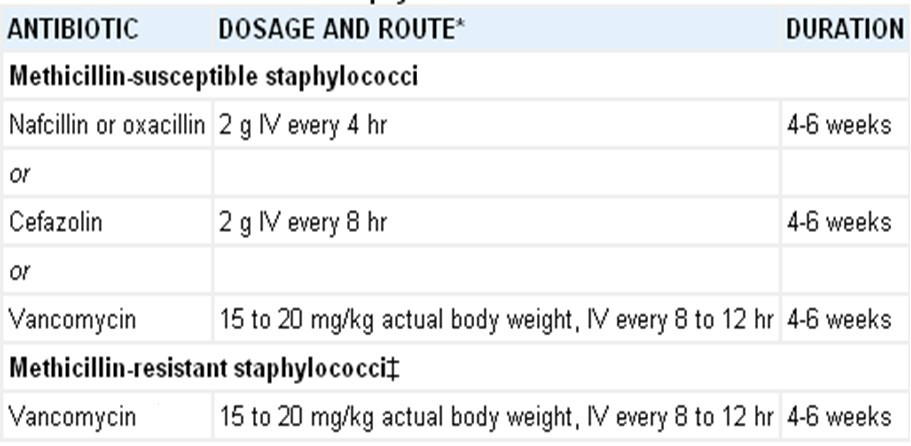 ANTIBIOTIC DOSAGE AND ROUTE* DURATION
Methicillin-susceptible staphylococci
Nafcillin or oxacillin 2 g IV every 4 hr 4-6 weeks
or
Cefazolin 2 g IV every 8 hr 4-6 weeks
or
Vancomycin 15 to 20 mg/kg actual body weight, IV every 8 to 12 hr 4-6 weeks
Methicillin-resistant staphylococci‡
Vancomycin 15 to 20 mg/kg actual body weight, IV every 8 to 12 hr 4-6 weeks